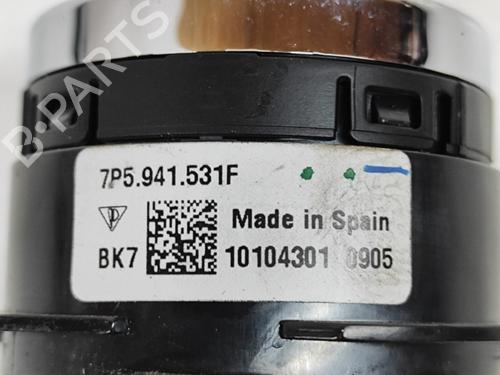 B-PARTS
7P5.941.531F
Made in Spain
BK7 10104301 0905